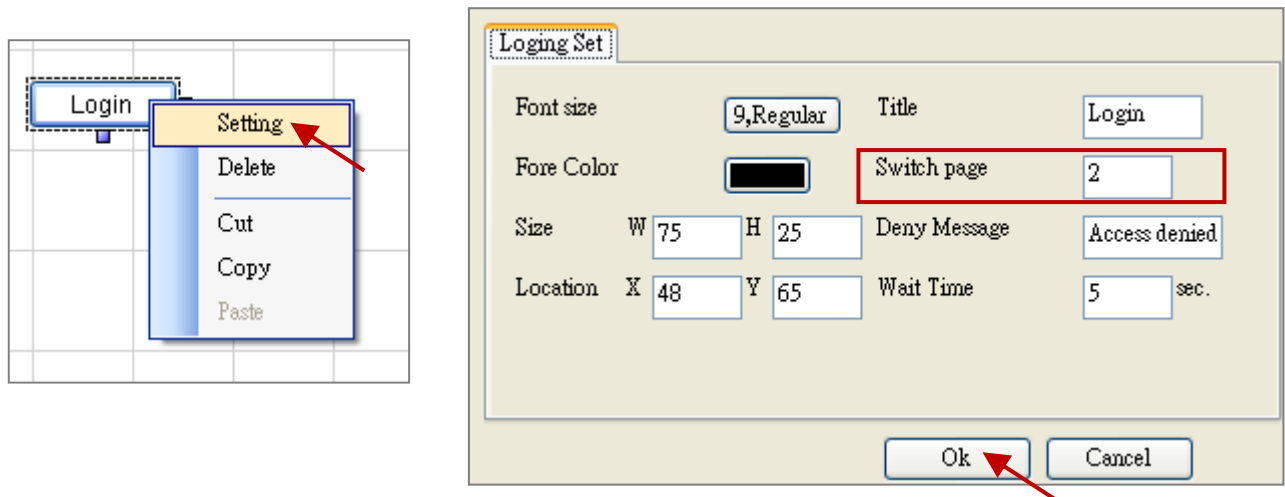 Login
Setting
Delete
Cut
Copy
Paste
Loging Set
Font size 9,Regular Title Login
Fore Color Switch page 2
Size W 75 H 25 Deny Message Access denied
Location X 48 Y 65 Wait Time 5 sec.
Ok Cancel